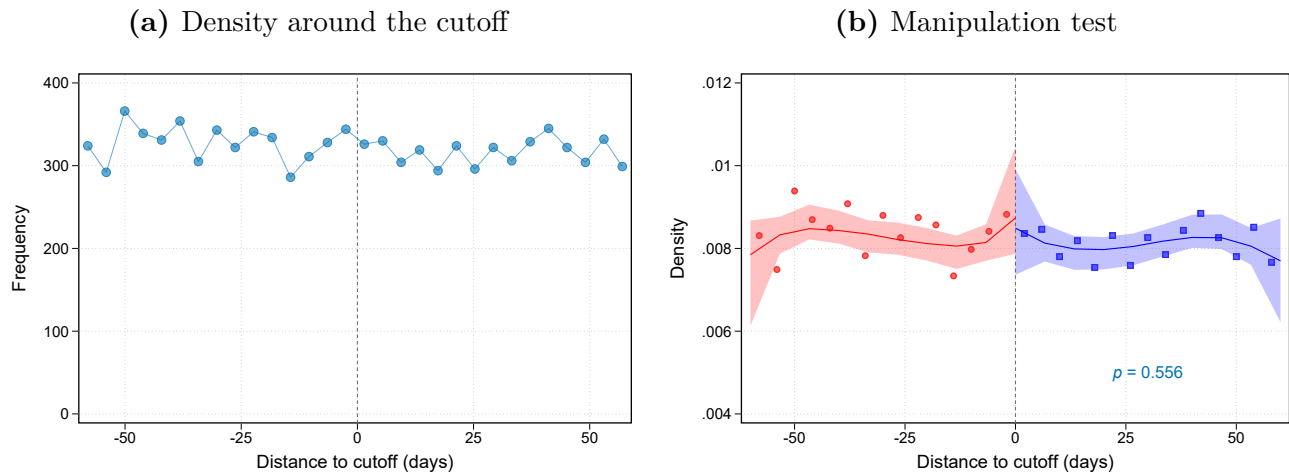 (a) Density around the cutoff
400
300
200
100
0
Frequency
-50 -25 0 25 50
Distance to cutoff (days)
(b) Manipulation test
.012
.01
.008
.006
.004
Density
p = 0.556
-50 -25 0 25 50
Distance to cutoff (days)